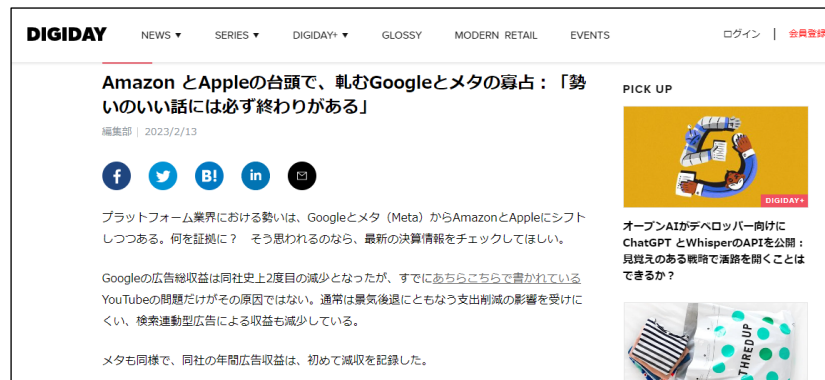 DIGIDAY
NEWS ▼
SERIES ▼
DIGIDAY+ ▼
GLOSSY
MODERN RETAIL
EVENTS
ログイン | 会員登録
Amazon とAppleの台頭で、軋むGoogleとメタの寡占：「勢
いのいい話には必ず終わりがある」
編集部 | 2023/2/13
プラットフォーム業界における勢いは、Googleとメタ（Meta）からAmazonとAppleにシフト
しつつある。何を証拠に？　そう思われるのなら、最新の決算情報をチェックしてほしい。
Googleの広告総収益は同社史上2度目の減少となったが、すでにあちらこちらで書かれている
YouTubeの問題だけがその原因ではない。通常は景気後退にともなう支出削減の影響を受けに
くい、検索連動型広告による収益も減少している。
メタも同様で、同社の年間広告収益は、初めて減収を記録した。
PICK UP
DIGIDAY+
オープンAIがデベロッパー向けに
ChatGPT とWhisperのAPIを公開：
見覚えのある戦略で活路を開くことは
できるか？
THREDUP